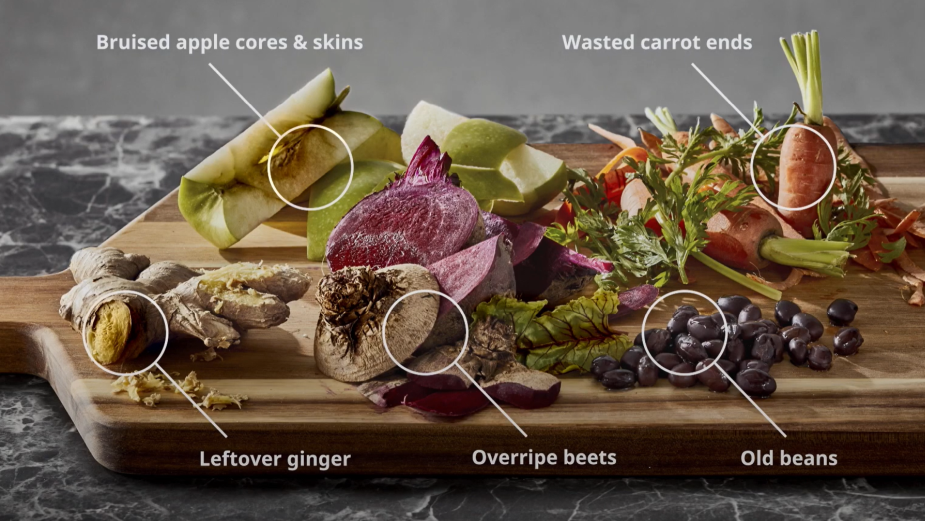 Bruised apple cores & skins
Wasted carrot ends
Leftover ginger
Overripe beets
Old beans